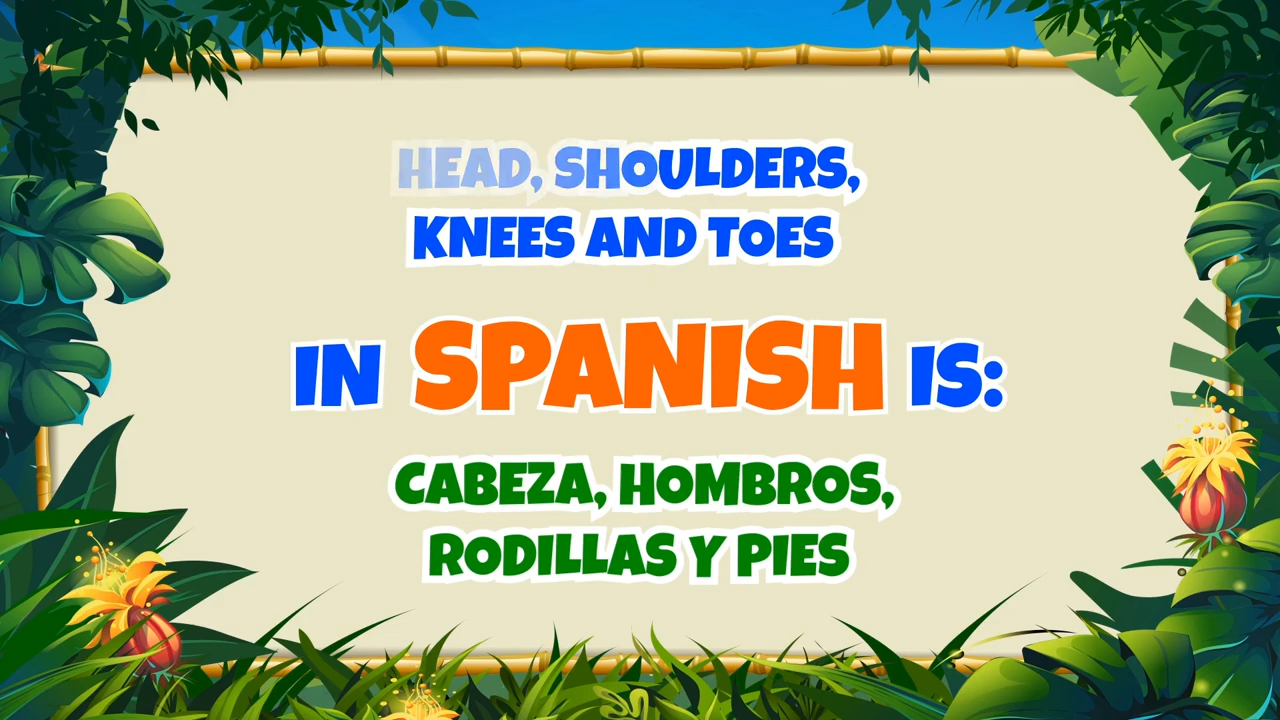 HEAD, SHOULDERS,
KNEES AND TOES
IN SPANISH IS:
CABEZA, HOMBROS,
RODILLAS Y PIES